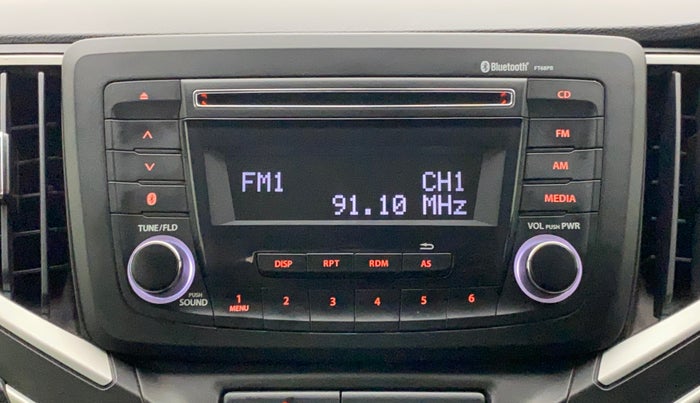 Bluetooth® FT68PB
CD
FM
AM
MEDIA
FM1 CH1
91.10 MHz
TUNE/FLD
VOL PUSH PWR
DISP RPT RDM AS
PUSH
SOUND
1 2 3 4 5 6
MENU